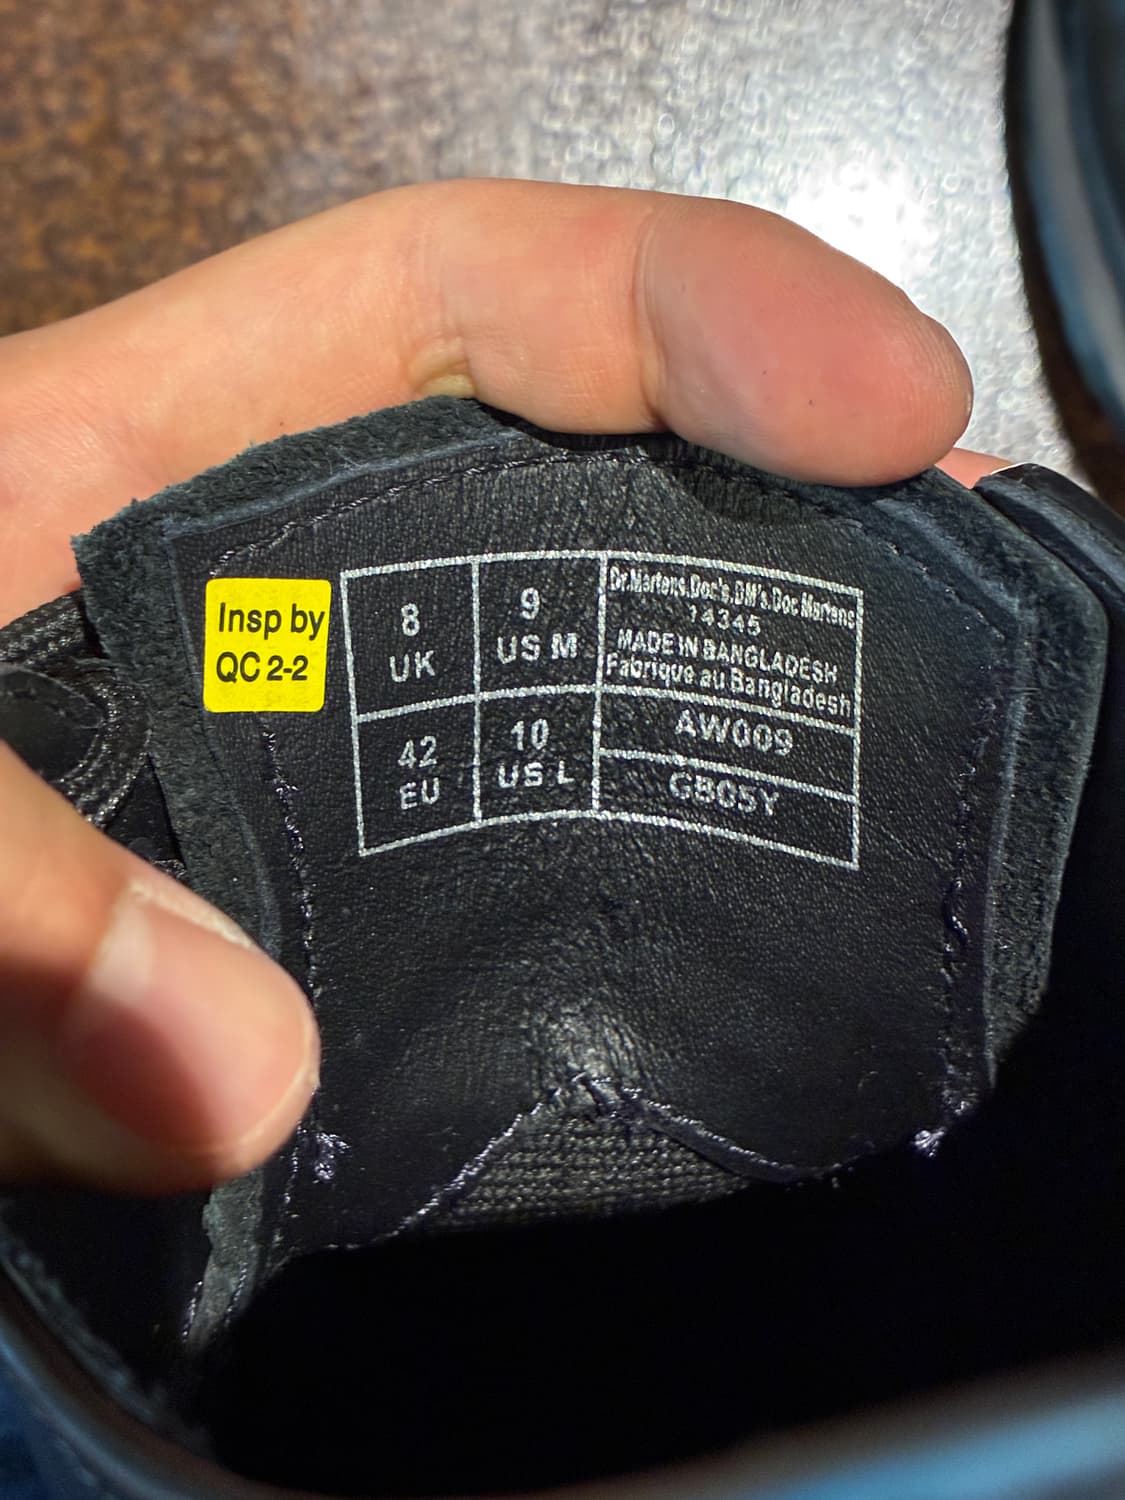 Insp by
QC 2-2
8
UK
9
US M
42
EU
10
US L
Dr.Martens.Doc's.DM's.Doc Martens
14345
MADE IN BANGLADESH
Fabriqué au Bangladesh
AW009
GB05Y